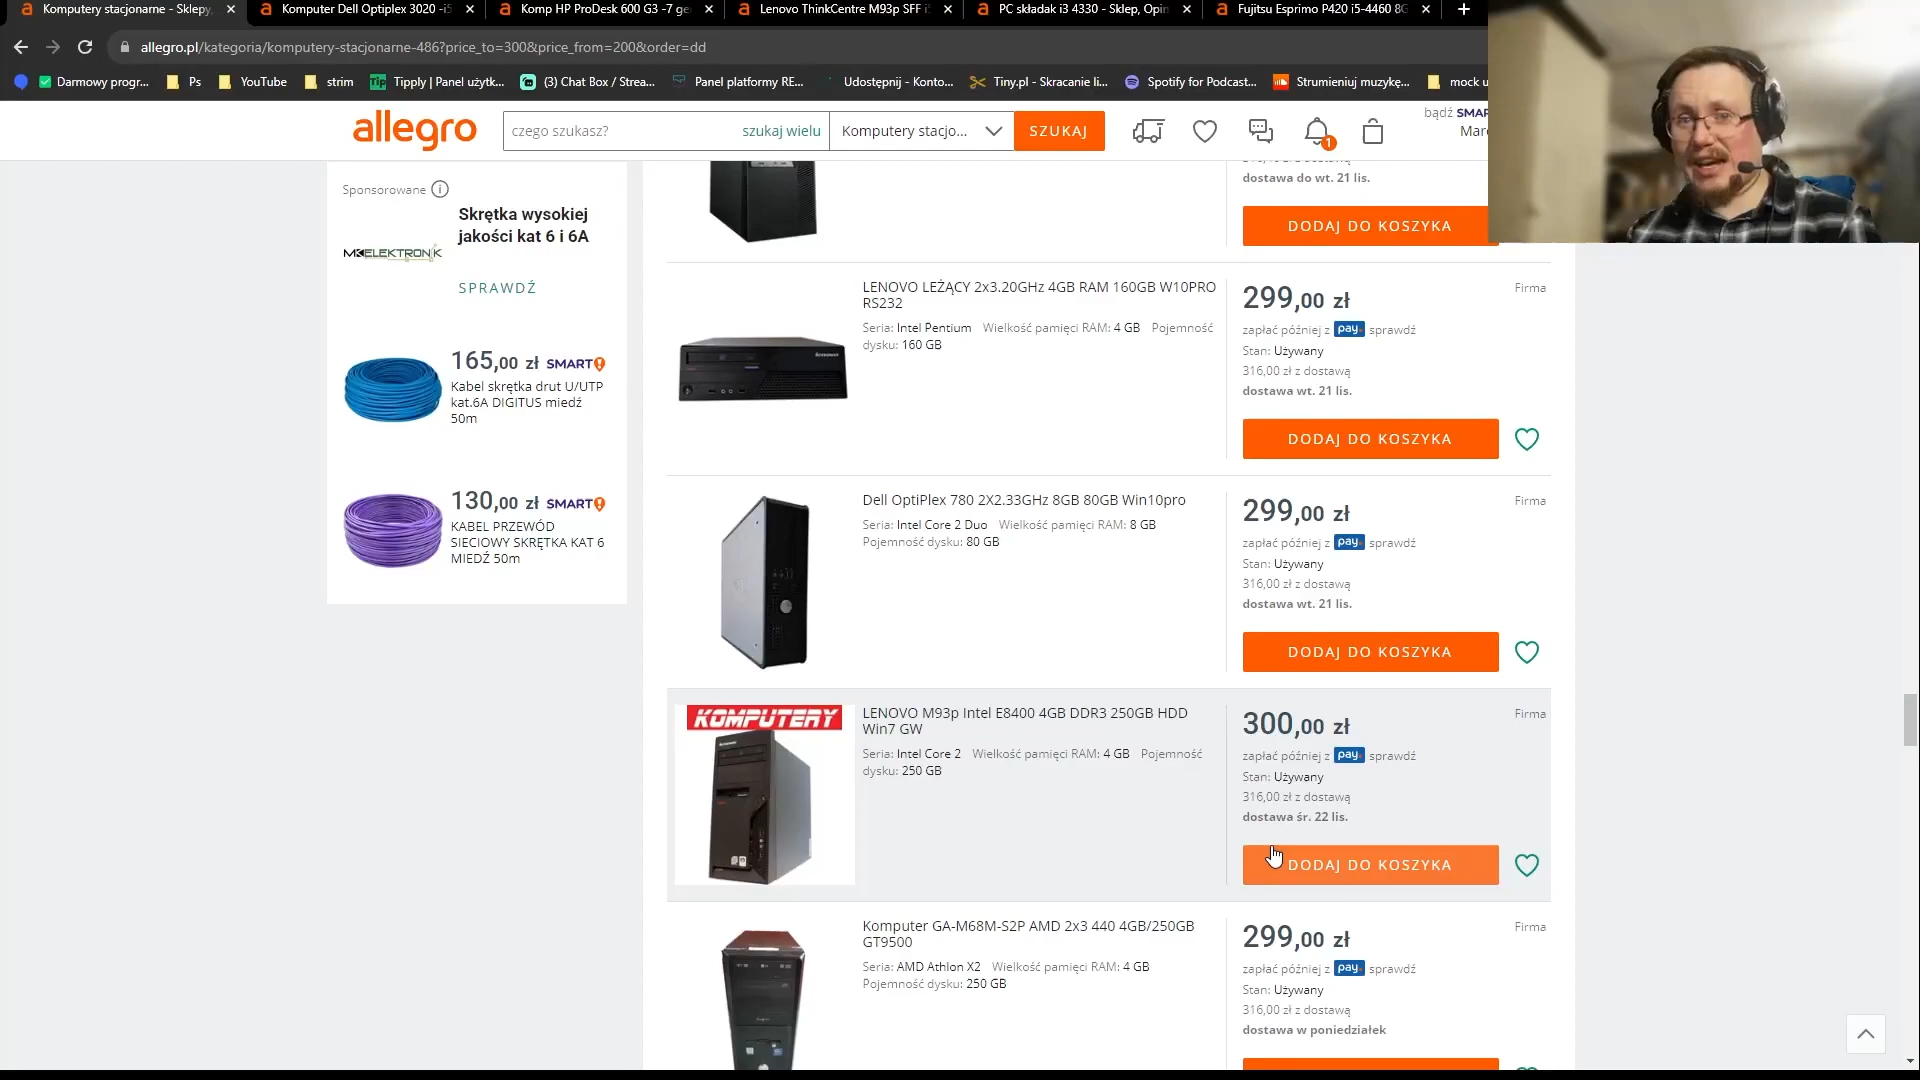 Komputery stacjonarne - Sklepy,
Komputer Dell Optiplex 3020 -i5
Komp HP ProDesk 600 G3 -7 ge
Lenovo ThinkCentre M93p SFF i
PC składak i3 4330 - Sklep, Opin
Fujitsu Esprimo P420 i5-4460 8G
allegro.pl/kategoria/komputery-stacjonarne-486?price_to=300&price_from=200&order=dd
Darmowy progr...
Ps
YouTube
strim
Tip
Tipply | Panel użytk...
(3) Chat Box / Strea...
Panel platformy RE...
Udostępnij - Konto...
Tiny.pl - Skracanie li...
Spotify for Podcast...
Strumieniuj muzykę...
mock u
allegro
czego szukasz?
szukaj wielu
Komputery stacjo...
SZUKAJ
1
bądź SMAR
Marc
Sponsorowane
Skrętka wysokiej
jakości kat 6 i 6A
MKELEKTRONIK
SPRAWDŹ
165,00 zł SMART!
Kabel skrętka drut U/UTP
kat.6A DIGITUS miedź
50m
130,00 zł SMART!
KABEL PRZEWÓD
SIECIOWY SKRĘTKA KAT 6
MIEDŹ 50m
dostawa do wt. 21 lis.
DODAJ DO KOSZYKA
LENOVO LEŻĄCY 2x3.20GHz 4GB RAM 160GB W10PRO
RS232
Seria: Intel Pentium Wielkość pamięci RAM: 4 GB Pojemność
dysku: 160 GB
299,00 zł
Firma
zapłać później z pay. sprawdź
Stan: Używany
316,00 zł z dostawą
dostawa wt. 21 lis.
DODAJ DO KOSZYKA
Dell OptiPlex 780 2X2.33GHz 8GB 80GB Win10pro
Seria: Intel Core 2 Duo Wielkość pamięci RAM: 8 GB
Pojemność dysku: 80 GB
299,00 zł
Firma
zapłać później z pay. sprawdź
Stan: Używany
316,00 zł z dostawą
dostawa wt. 21 lis.
DODAJ DO KOSZYKA
KOMPUTERY
LENOVO M93p Intel E8400 4GB DDR3 250GB HDD
Win7 GW
Seria: Intel Core 2 Wielkość pamięci RAM: 4 GB Pojemność
dysku: 250 GB
300,00 zł
Firma
zapłać później z pay. sprawdź
Stan: Używany
316,00 zł z dostawą
dostawa śr. 22 lis.
DODAJ DO KOSZYKA
Komputer GA-M68M-S2P AMD 2x3 440 4GB/250GB
GT9500
Seria: AMD Athlon X2 Wielkość pamięci RAM: 4 GB
Pojemność dysku: 250 GB
299,00 zł
Firma
zapłać później z pay. sprawdź
Stan: Używany
316,00 zł z dostawą
dostawa w poniedziałek